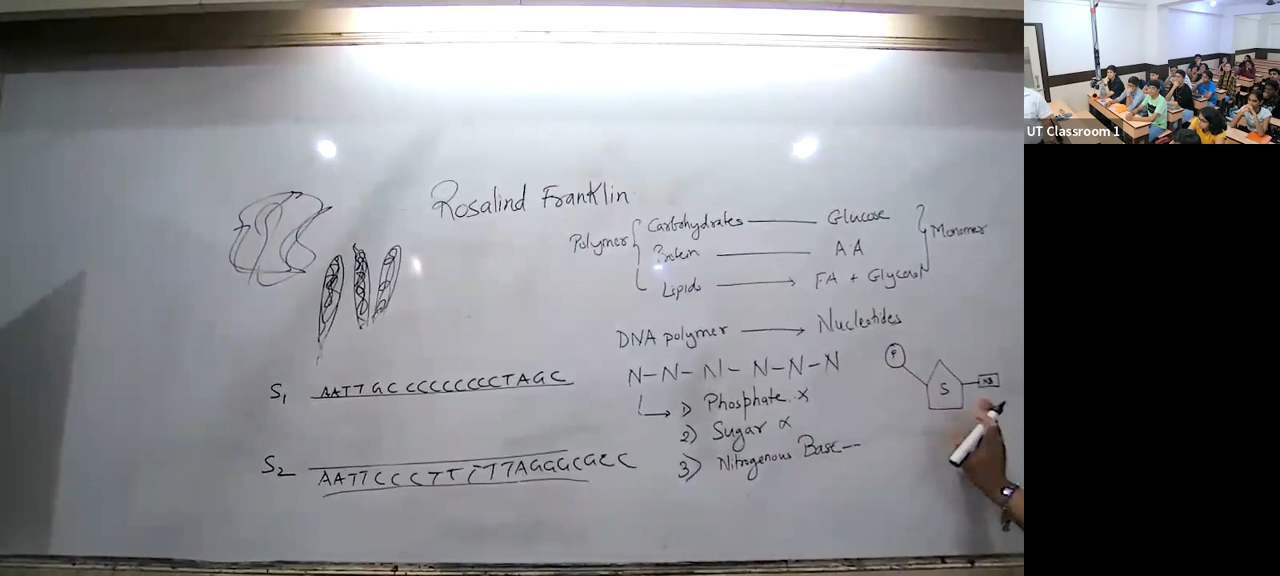 Rosalind Franklin
Polymer
Carbohydrates — Glucose
Protein — AA
Lipids → FA + Glycerol
Monomer
DNA polymer → Nucleotides
N-N-N-N-N-N
1) Phosphate x
2) Sugar α
3) Nitrogenous Base--
P
S
NB
S1 AATTGCCCCCCCCCTAGC
S2 AATTCCCTTTTTAGGGCGCC
UT Classroom 1